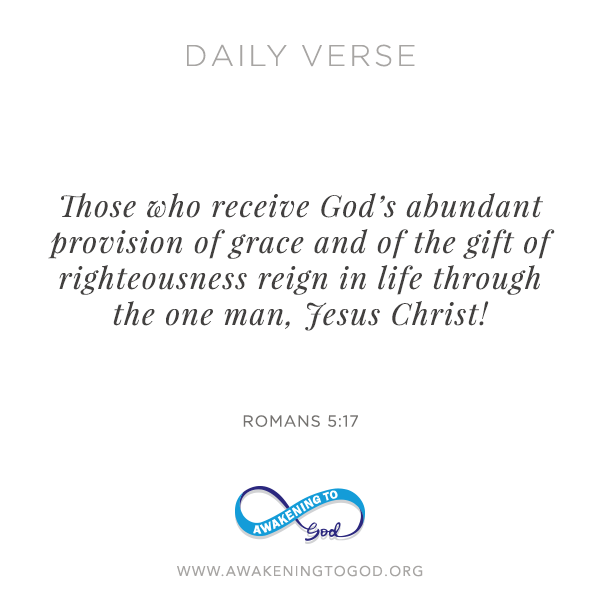 DAILY VERSE
Those who receive God’s abundant
provision of grace and of the gift of
righteousness reign in life through
the one man, Jesus Christ!
ROMANS 5:17
AWAKENING TO
God
WWW.AWAKENINGTOGOD.ORG